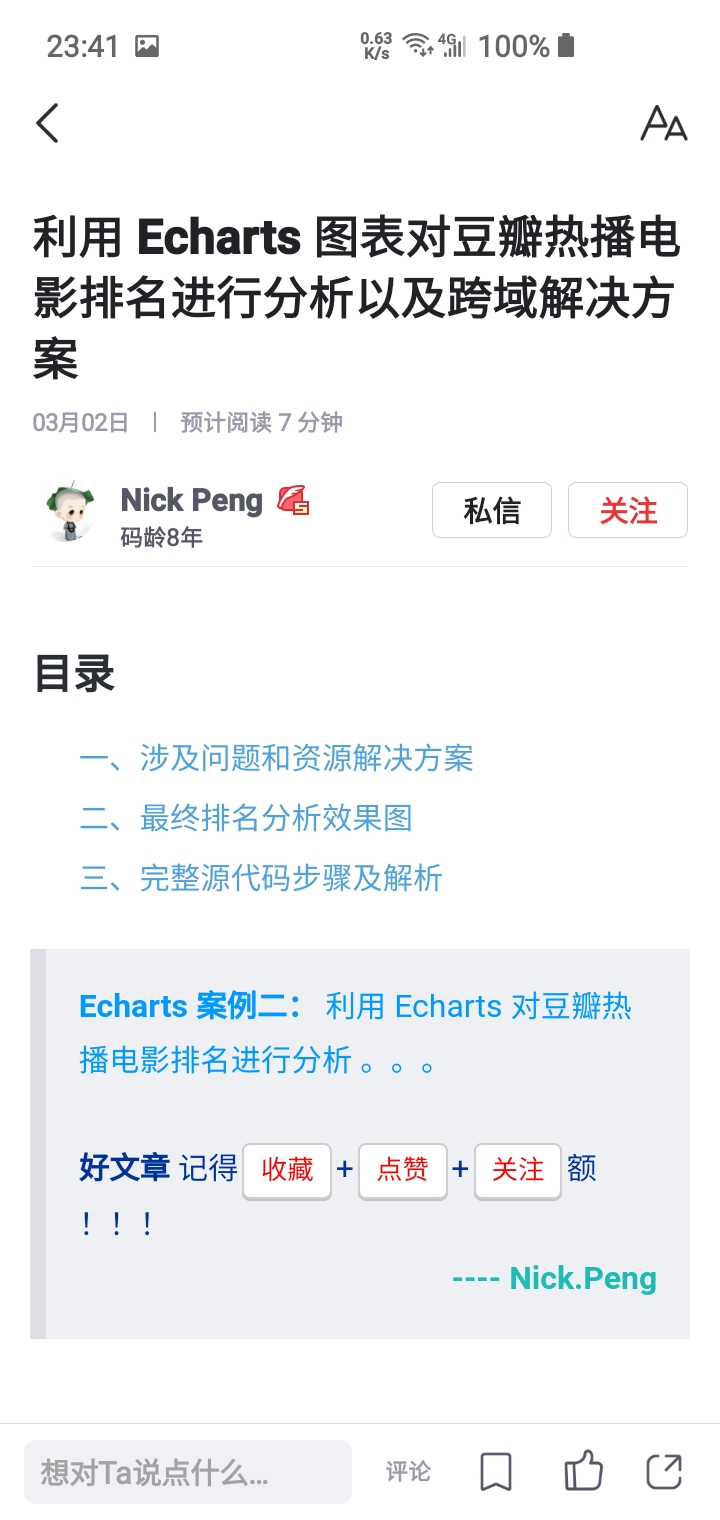 23:41 0.63 K/s 4G 100%
利用 Echarts 图表对豆瓣热播电
影排名进行分析以及跨域解决方
案
03月02日 | 预计阅读 7 分钟
Nick Peng
码龄8年
私信 关注
目录
一、涉及问题和资源解决方案
二、最终排名分析效果图
三、完整源代码步骤及解析
Echarts 案例二： 利用 Echarts 对豆瓣热
播电影排名进行分析 。。。
好文章 记得 收藏 + 点赞 + 关注 额
！！！
---- Nick.Peng
想对Ta说点什么... 评论